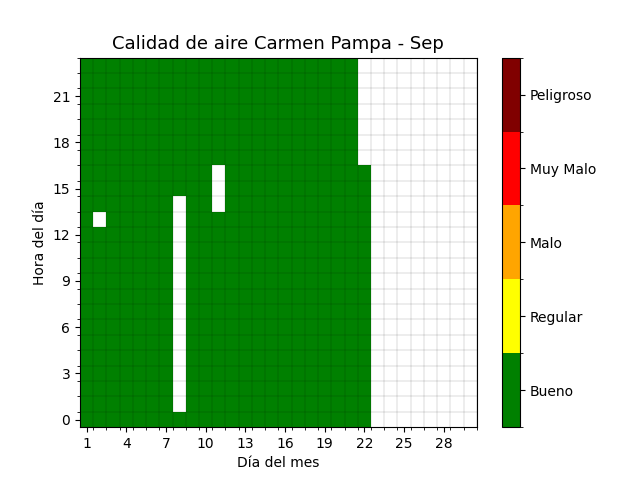 Calidad de aire Carmen Pampa - Sep
Hora del día
21
18
15
12
9
6
3
0
1 4 7 10 13 16 19 22 25 28
Día del mes
Peligroso
Muy Malo
Malo
Regular
Bueno